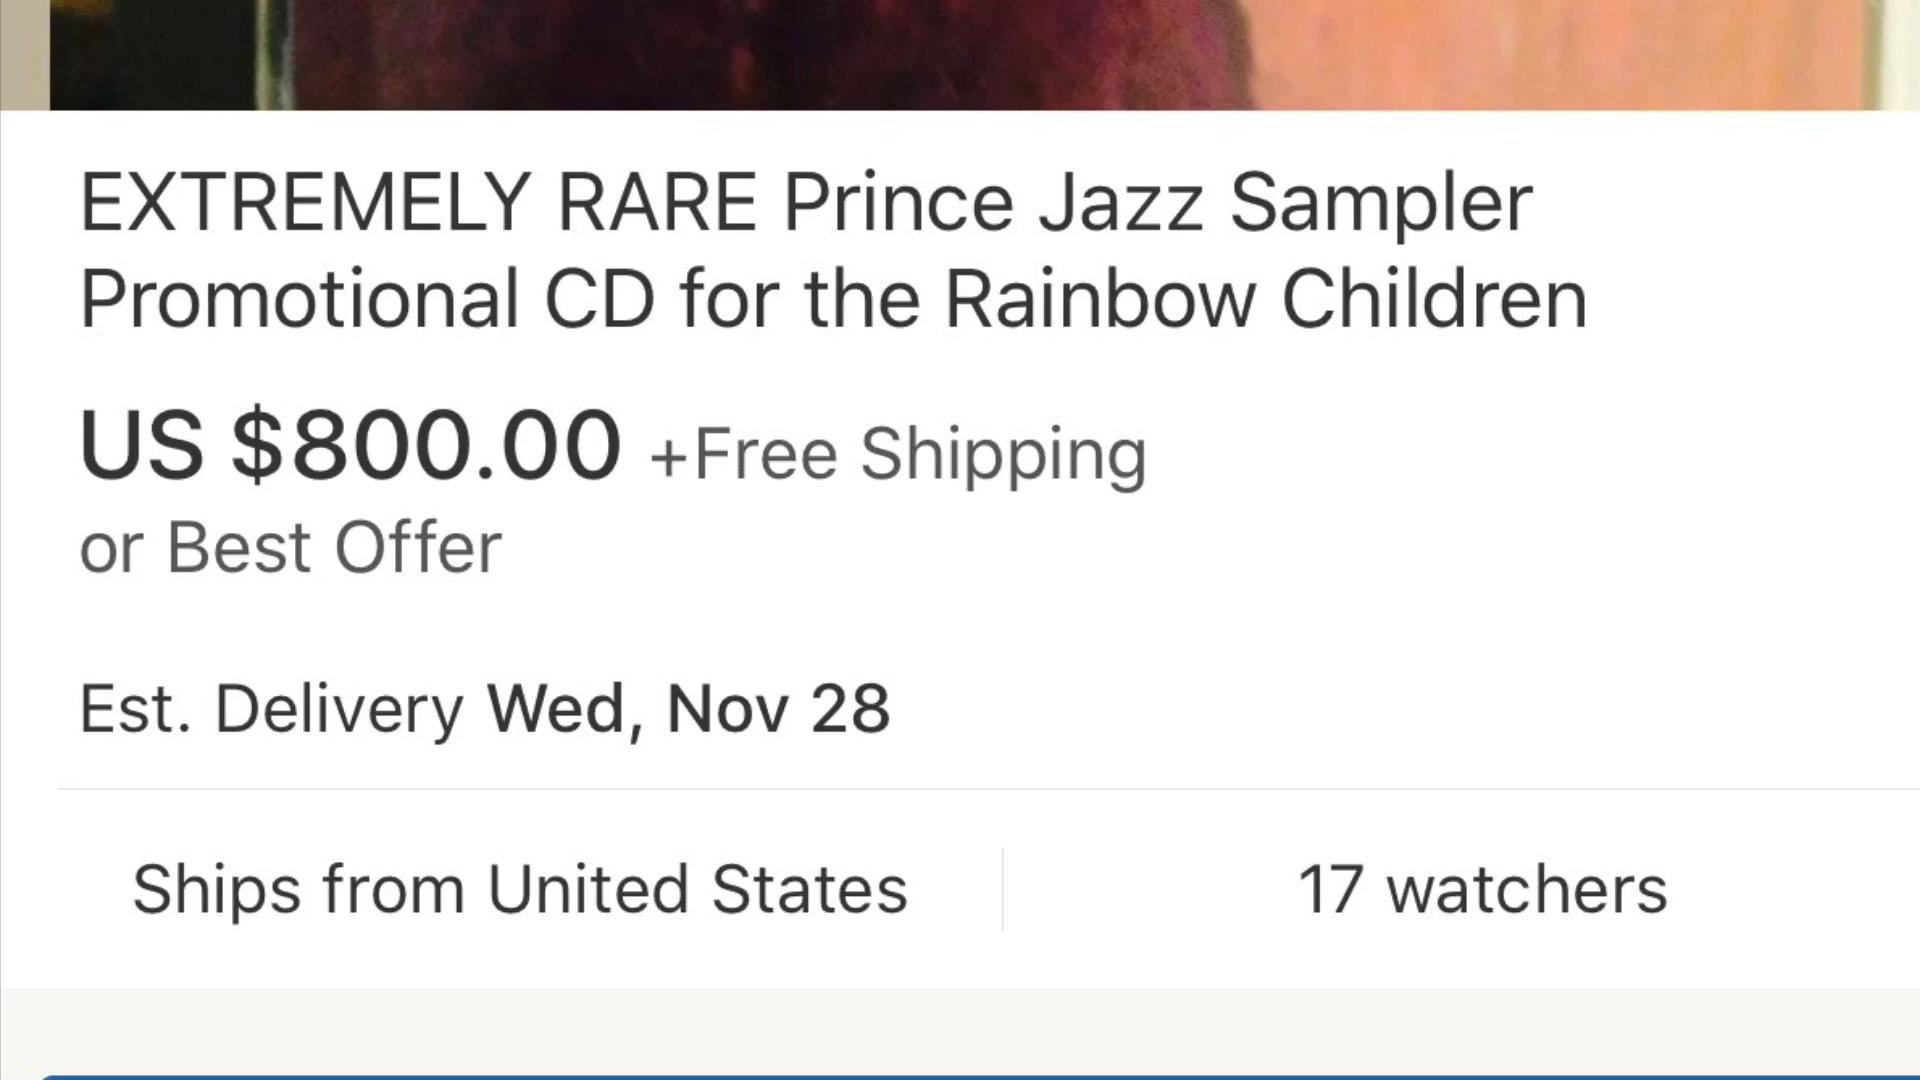 EXTREMELY RARE Prince Jazz Sampler
Promotional CD for the Rainbow Children
US $800.00 +Free Shipping
or Best Offer
Est. Delivery Wed, Nov 28
Ships from United States
17 watchers